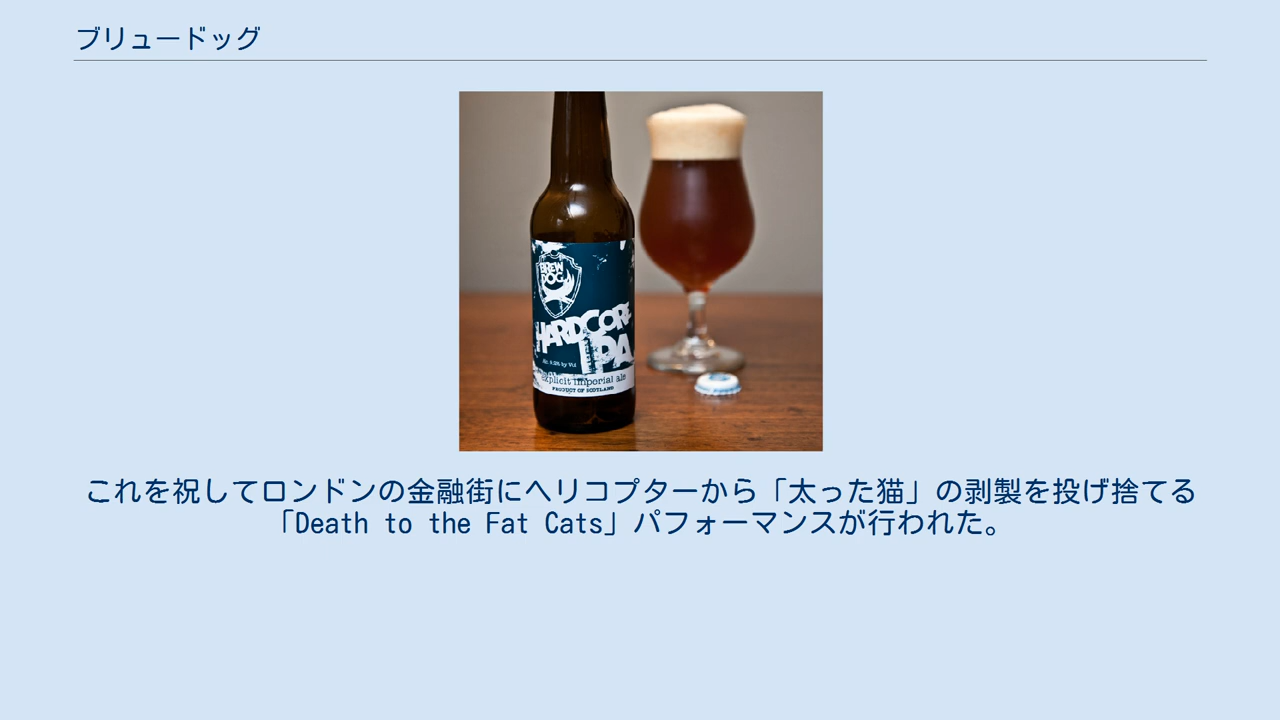 ブリュードッグ
BREW
DOG
HARDCORE
IPA
explicit imperial ale
PRODUCT OF SCOTLAND
これを祝してロンドンの金融街にヘリコプターから「太った猫」の剥製を投げ捨てる
「Death to the Fat Cats」パフォーマンスが行われた。